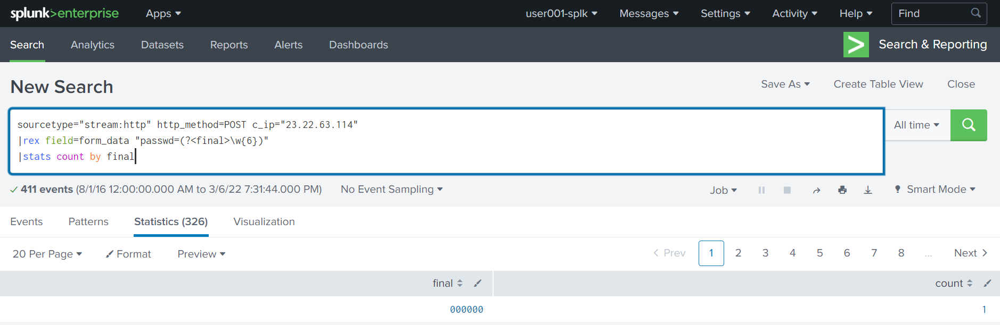 splunk>enterprise Apps user001-splk Messages Settings Activity Help Find
Search Analytics Datasets Reports Alerts Dashboards Search & Reporting
New Search Save As Create Table View Close
sourcetype="stream:http" http_method=POST c_ip="23.22.63.114" All time
|rex field=form_data "passwd=(?<final>\w{6})"
|stats count by final
411 events (8/1/16 12:00:00.000 AM to 3/6/22 7:31:44.000 PM) No Event Sampling Job Smart Mode
Events Patterns Statistics (326) Visualization
20 Per Page Format Preview < Prev 1 2 3 4 5 6 7 8 ... Next >
final count
000000 1